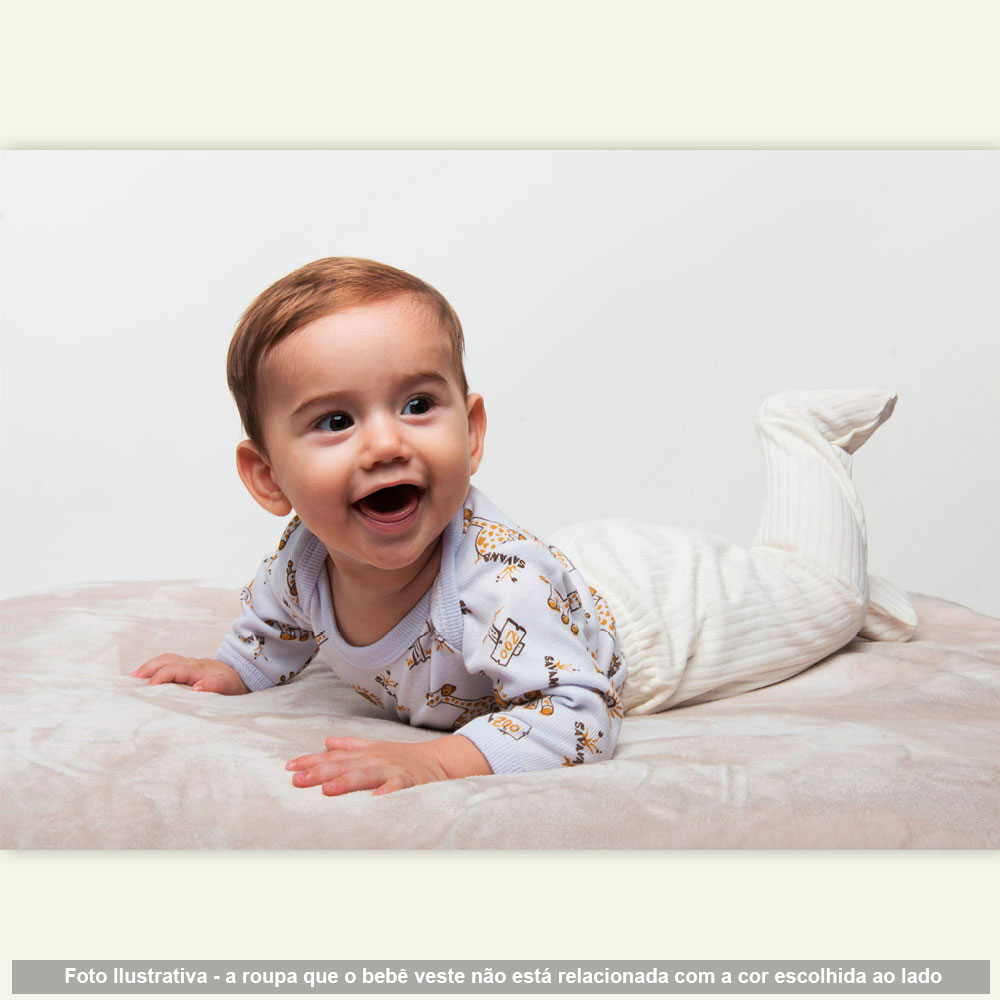 SAVANA
ZOO
SAVANA
ZOO
SAVANA
Foto Ilustrativa - a roupa que o bebê veste não está relacionada com a cor escolhida ao lado